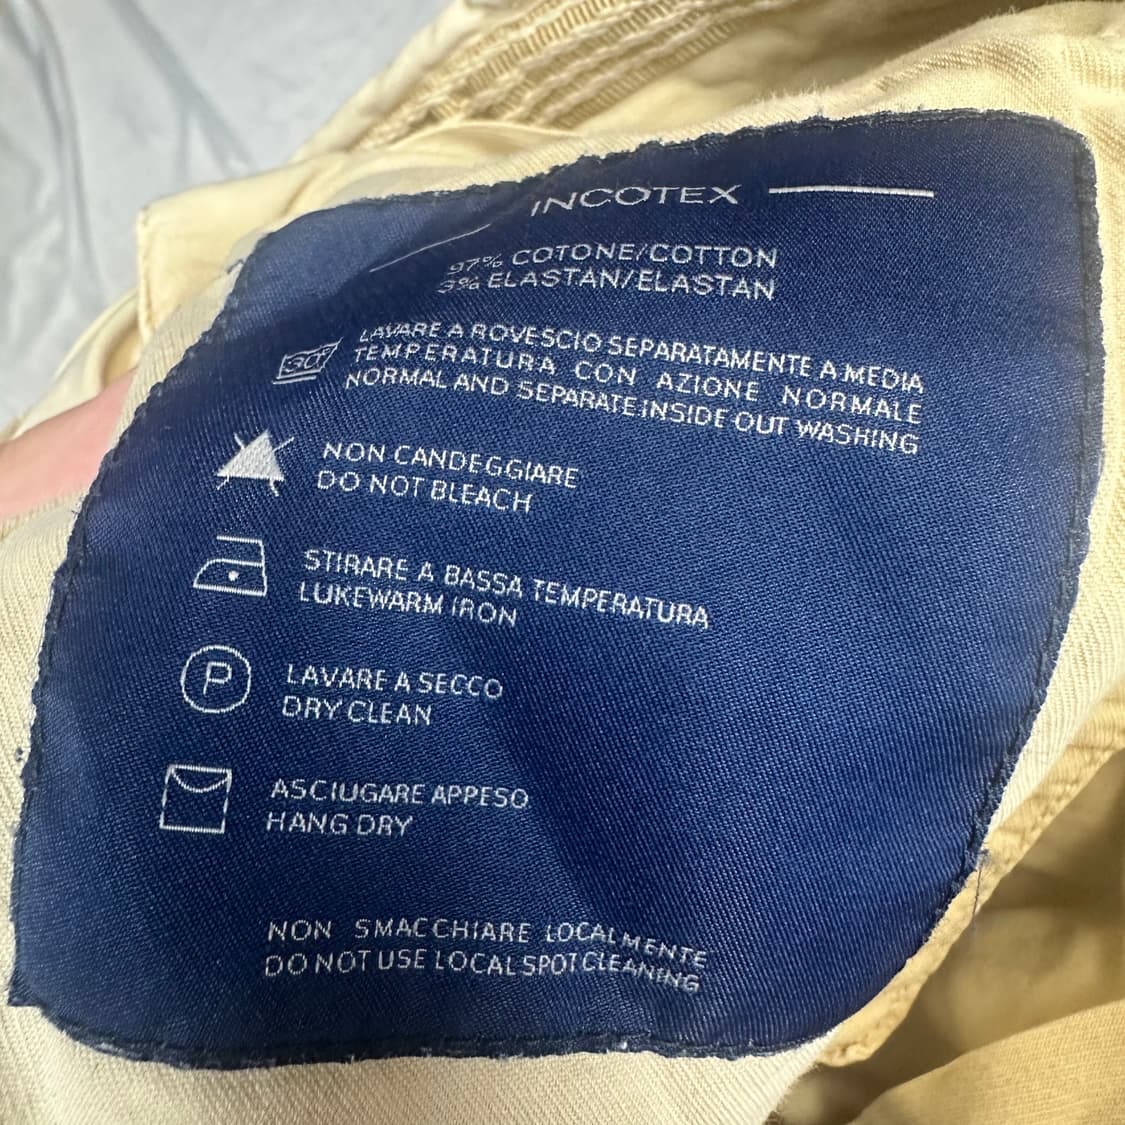 INCOTEX
97% COTONE/COTTON
3% ELASTAN/ELASTAN
30°
LAVARE A ROVESCIO SEPARATAMENTE A MEDIA
TEMPERATURA CON AZIONE NORMALE
NORMAL AND SEPARATE INSIDE OUT WASHING
NON CANDEGGIARE
DO NOT BLEACH
STIRARE A BASSA TEMPERATURA
LUKEWARM IRON
P
LAVARE A SECCO
DRY CLEAN
ASCIUGARE APPESO
HANG DRY
NON SMACCHIARE LOCALMENTE
DO NOT USE LOCAL SPOT CLEANING